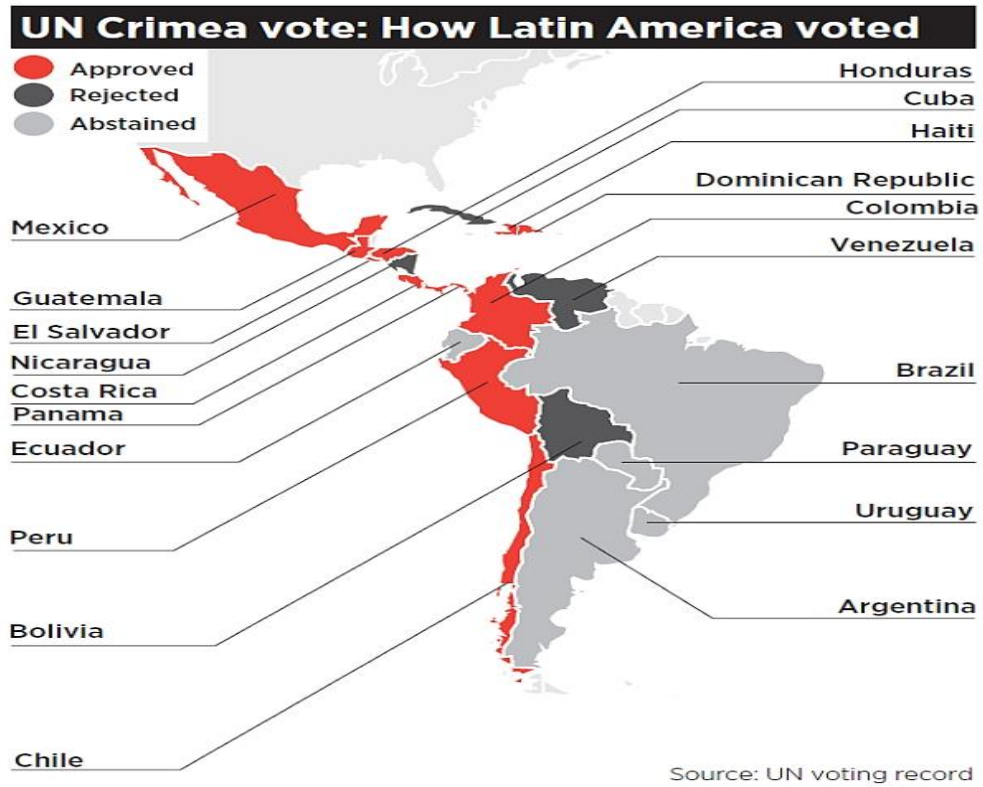 UN Crimea vote: How Latin America voted
Approved
Rejected
Abstained
Honduras
Cuba
Haiti
Dominican Republic
Colombia
Venezuela
Brazil
Paraguay
Uruguay
Argentina
Mexico
Guatemala
El Salvador
Nicaragua
Costa Rica
Panama
Ecuador
Peru
Bolivia
Chile
Source: UN voting record